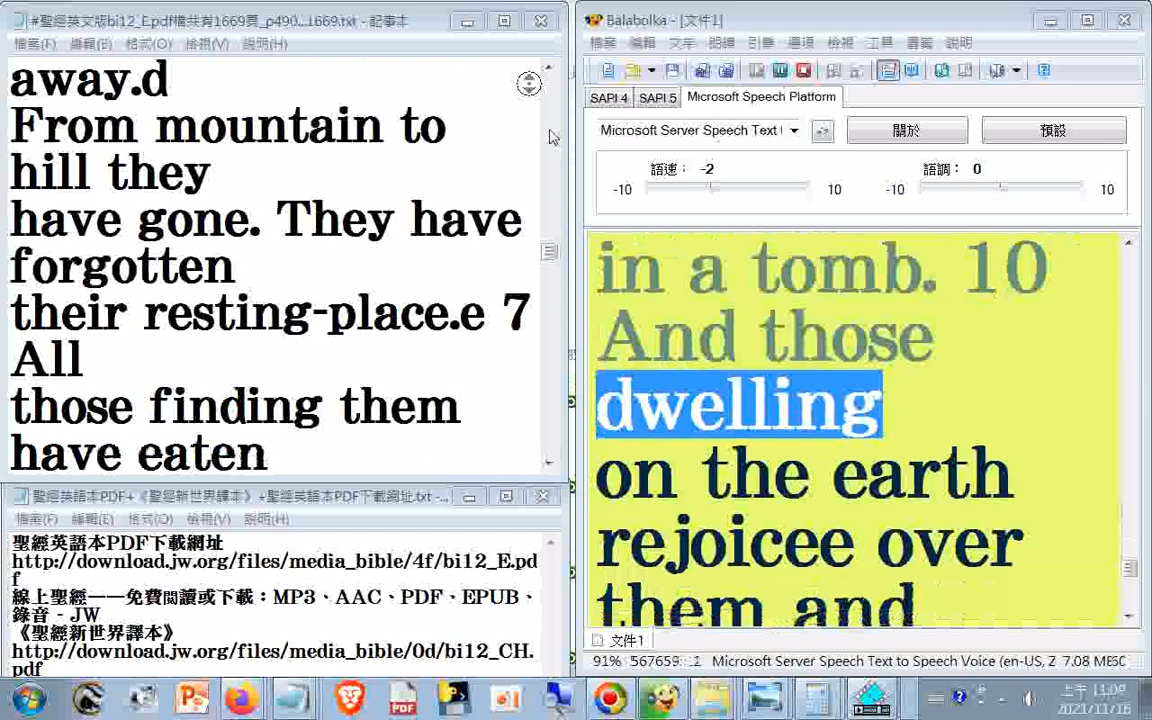 #聖經英文版bi12_E.pdf檔共有1669頁_p490...1669.txt - 記事本
檔案(F) 編輯(E) 格式(O) 檢視(V) 說明(H)
away.d
From mountain to
hill they
have gone. They have
forgotten
their resting-place.e 7
All
those finding them
have eaten
聖經英語本PDF+《聖經新世界譯本》+聖經英語本PDF下載網址.txt - ...
檔案(F) 編輯(E) 格式(O) 檢視(V) 說明(H)
聖經英語本PDF下載網址
http://download.jw.org/files/media_bible/4f/bi12_E.pd
f
線上聖經——免費閱讀或下載：MP3、AAC、PDF、EPUB、
錄音 - JW
《聖經新世界譯本》
http://download.jw.org/files/media_bible/0d/bi12_CH.
pdf
Balabolka - [文件1]
檔案 編輯 文字 朗讀 引擎 選項 檢視 工具 書籤 說明
SAPI 4 SAPI 5 Microsoft Speech Platform
Microsoft Server Speech Text
關於 預設
語速： -2 語調： 0
-10 10 -10 10
in a tomb. 10
And those
dwelling
on the earth
rejoicee over
them and
文件1
91% Microsoft Server Speech Text to Speech Voice (en-US, Z
上午 11:09
2021/11/16